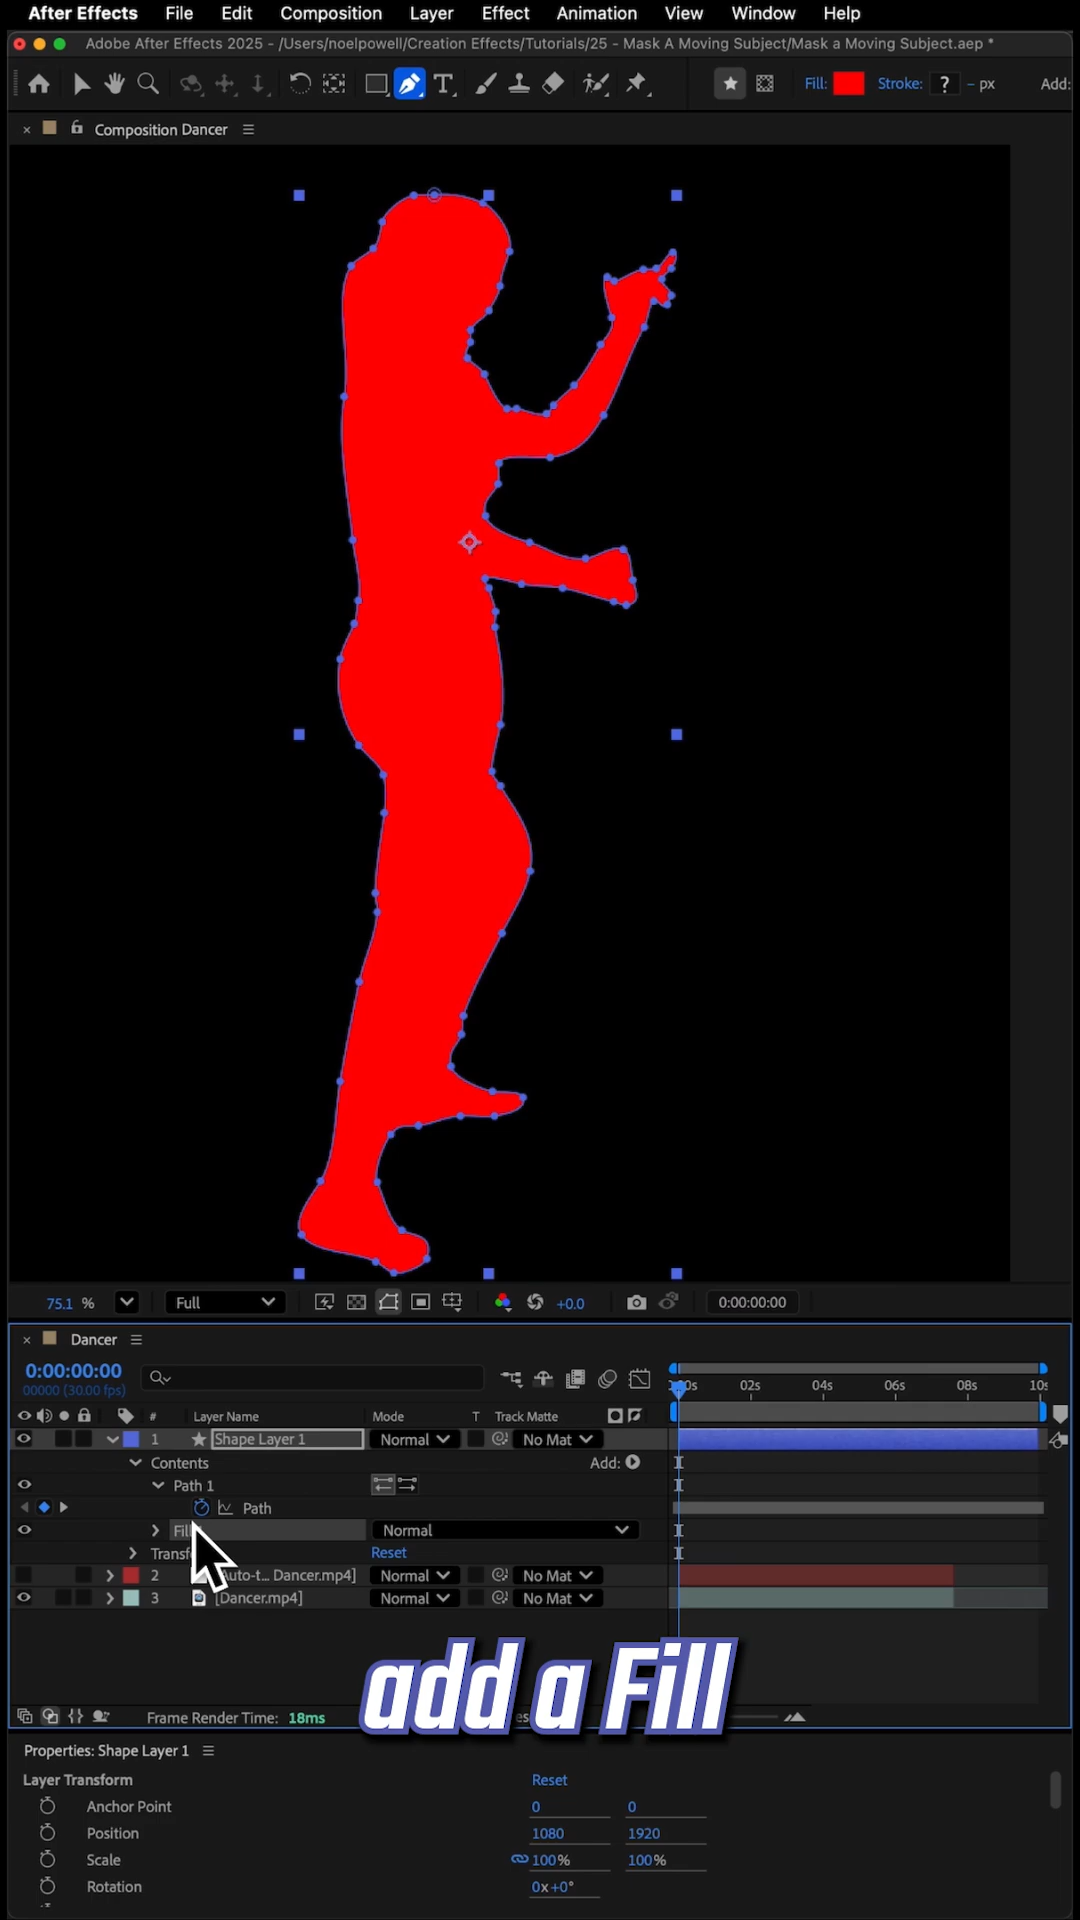 After Effects File Edit Composition Layer Effect Animation View Window Help
Adobe After Effects 2025 - /Users/noelpowell/Creation Effects/Tutorials/25 - Mask A Moving Subject/Mask a Moving Subject.aep *
Fill: Stroke: ? - px Add:
× Composition Dancer
75.1 % Full +0.0 0:00:00:00
× Dancer
0:00:00:00
00000 (30.00 fps)
02s 04s 06s 08s
# Layer Name Mode T Track Matte
1 Shape Layer 1 Normal No Mat
Contents Add:
Path 1
Path
Normal
Reset
2 Dancer.mp4] Normal No Mat
3 [Dancer.mp4] Normal No Mat
add a Fill
Frame Render Time: 18ms
Properties: Shape Layer 1
Layer Transform Reset
Anchor Point 0 0
Position 1080 1920
Scale 100% 100%
Rotation 0x+0°